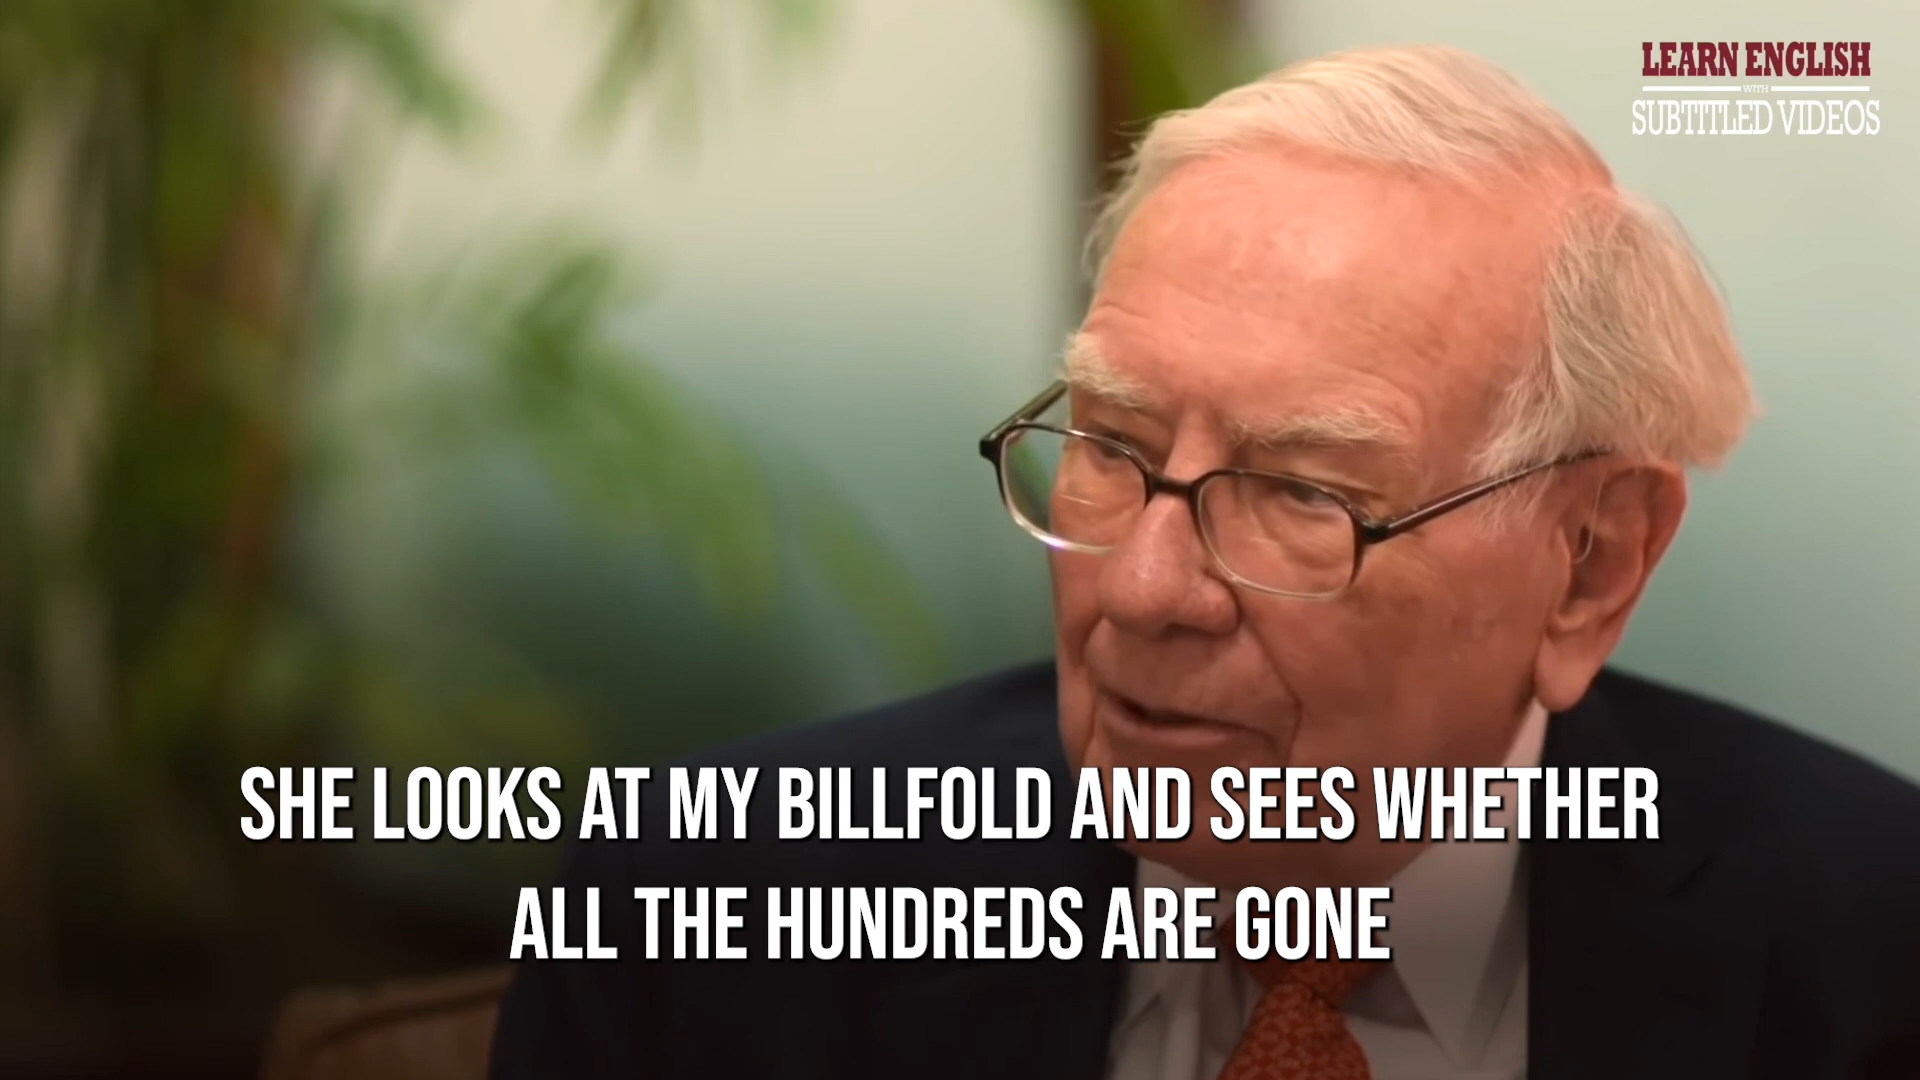 LEARN ENGLISH
WITH
SUBTITLED VIDEOS
SHE LOOKS AT MY BILLFOLD AND SEES WHETHER
ALL THE HUNDREDS ARE GONE